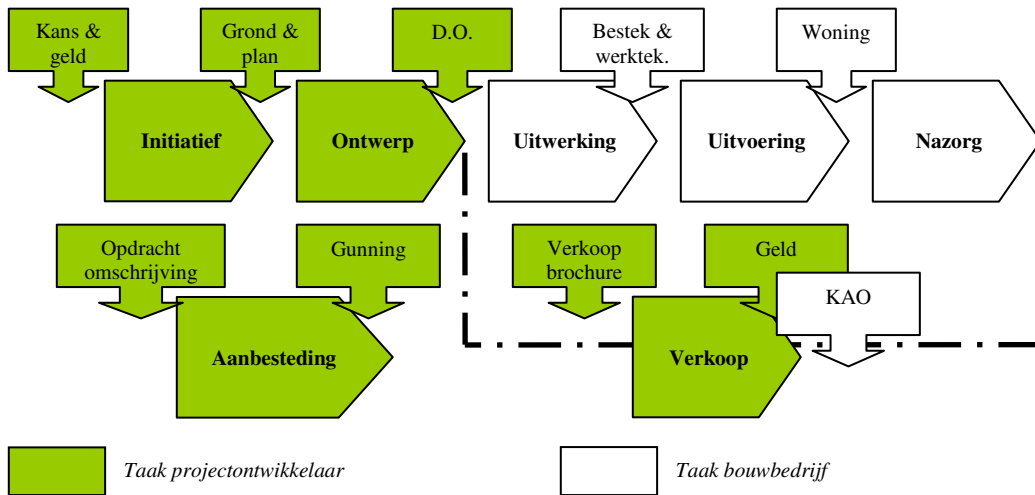 Kans &
geld
Grond &
plan
D.O.
Bestek &
werktek.
Woning
Initiatief
Ontwerp
Uitwerking
Uitvoering
Nazorg
Opdracht
omschrijving
Gunning
Verkoop
brochure
Geld
KAO
Aanbesteding
Verkoop
Taak projectontwikkelaar
Taak bouwbedrijf